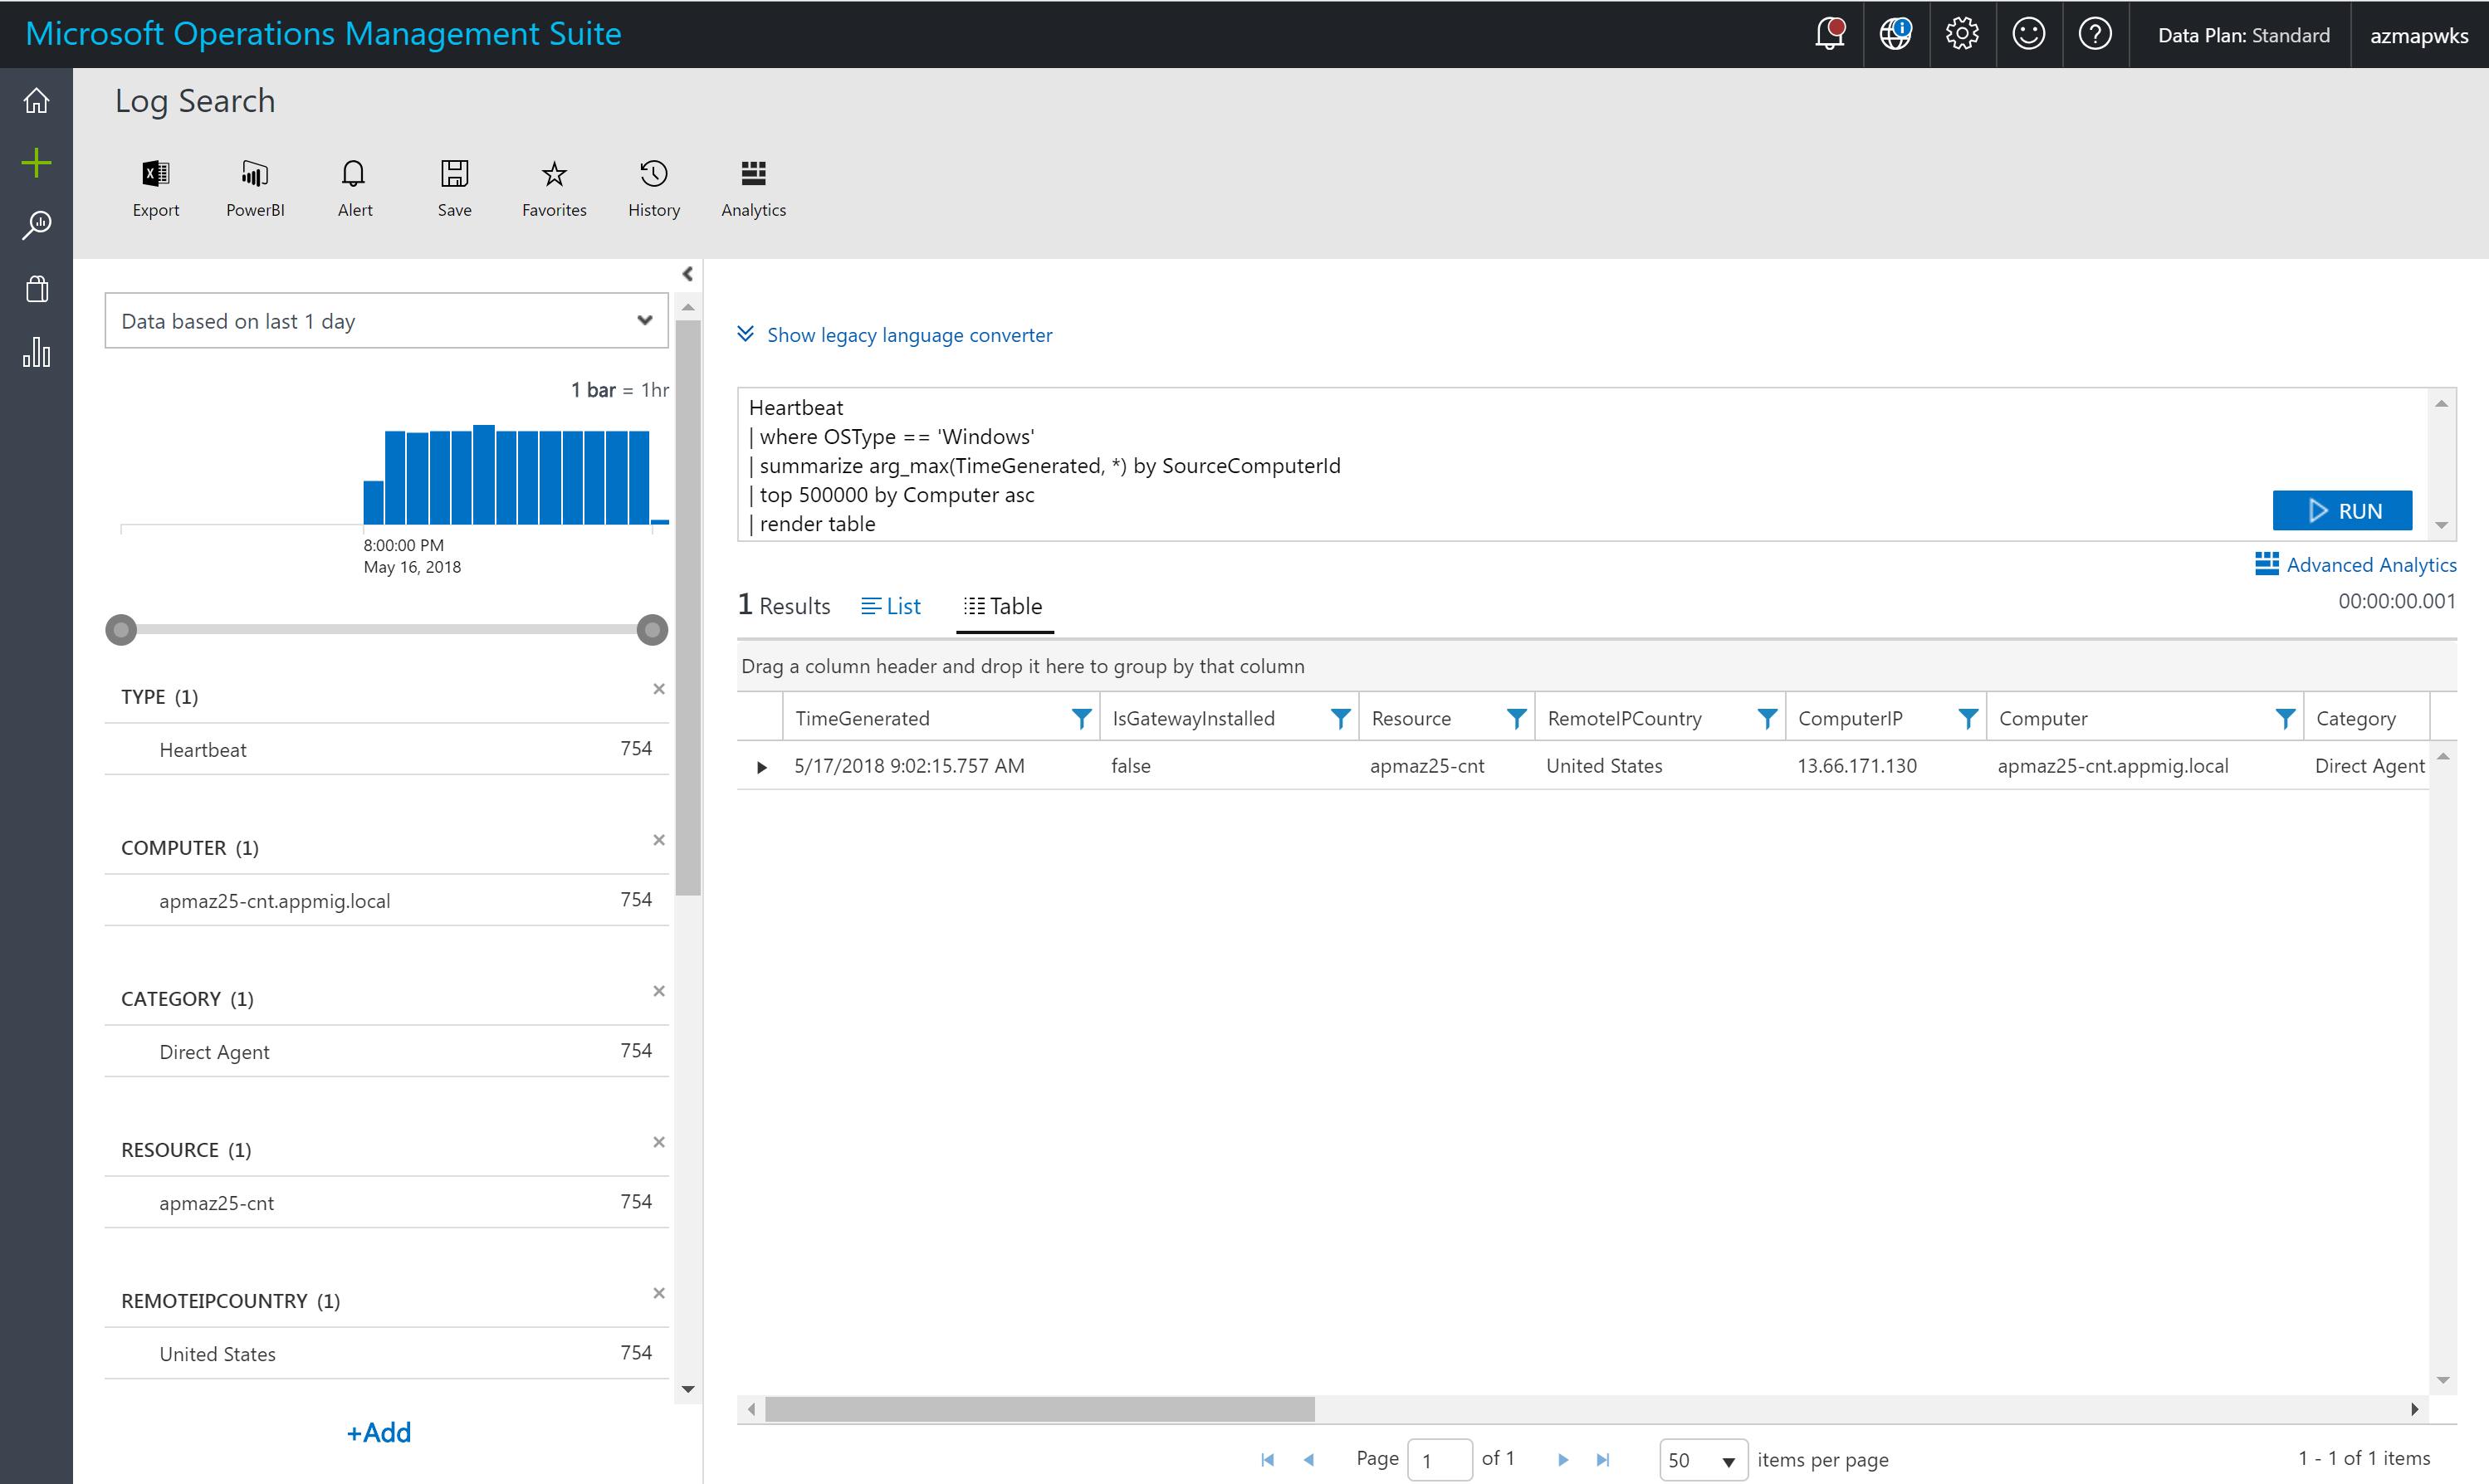 Microsoft Operations Management Suite
Data Plan: Standard
azmapwks
Log Search
Export
PowerBI
Alert
Save
Favorites
History
Analytics
Data based on last 1 day
1 bar = 1hr
8:00:00 PM
May 16, 2018
TYPE (1)
Heartbeat 754
COMPUTER (1)
apmaz25-cnt.appmig.local 754
CATEGORY (1)
Direct Agent 754
RESOURCE (1)
apmaz25-cnt 754
REMOTEIPCOUNTRY (1)
United States 754
+Add
Show legacy language converter
Heartbeat
| where OSType == 'Windows'
| summarize arg_max(TimeGenerated, *) by SourceComputerId
| top 500000 by Computer asc
| render table
RUN
Advanced Analytics
1 Results List Table
00:00:00.001
Drag a column header and drop it here to group by that column
TimeGenerated IsGatewayInstalled Resource RemoteIPCountry ComputerIP Computer Category
5/17/2018 9:02:15.757 AM false apmaz25-cnt United States 13.66.171.130 apmaz25-cnt.appmig.local Direct Agent
Page 1 of 1 50 items per page 1 - 1 of 1 items